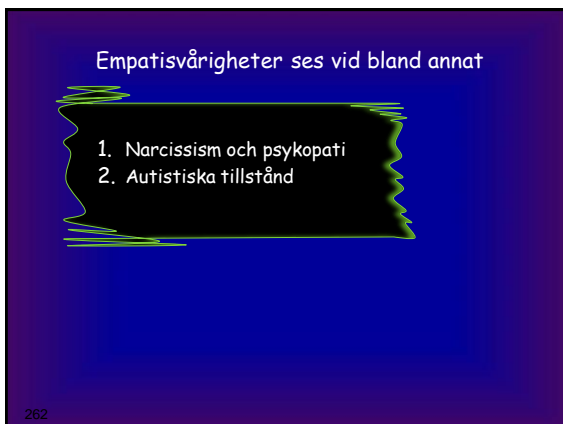 Empatisvårigheter ses vid bland annat
1. Narcissism och psykopati
2. Autistiska tillstånd
262